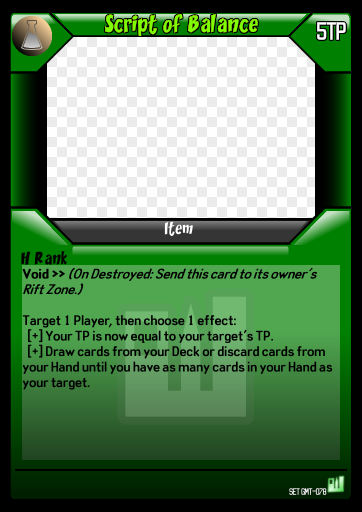 Script of Balance
5TP
Item
H Rank
Void >> (On Destroyed: Send this card to its owner's
Rift Zone.)
Target 1 Player, then choose 1 effect:
[+] Your TP is now equal to your target's TP.
[+] Draw cards from your Deck or discard cards from
your Hand until you have as many cards in your Hand as
your target.
SET GMT-078